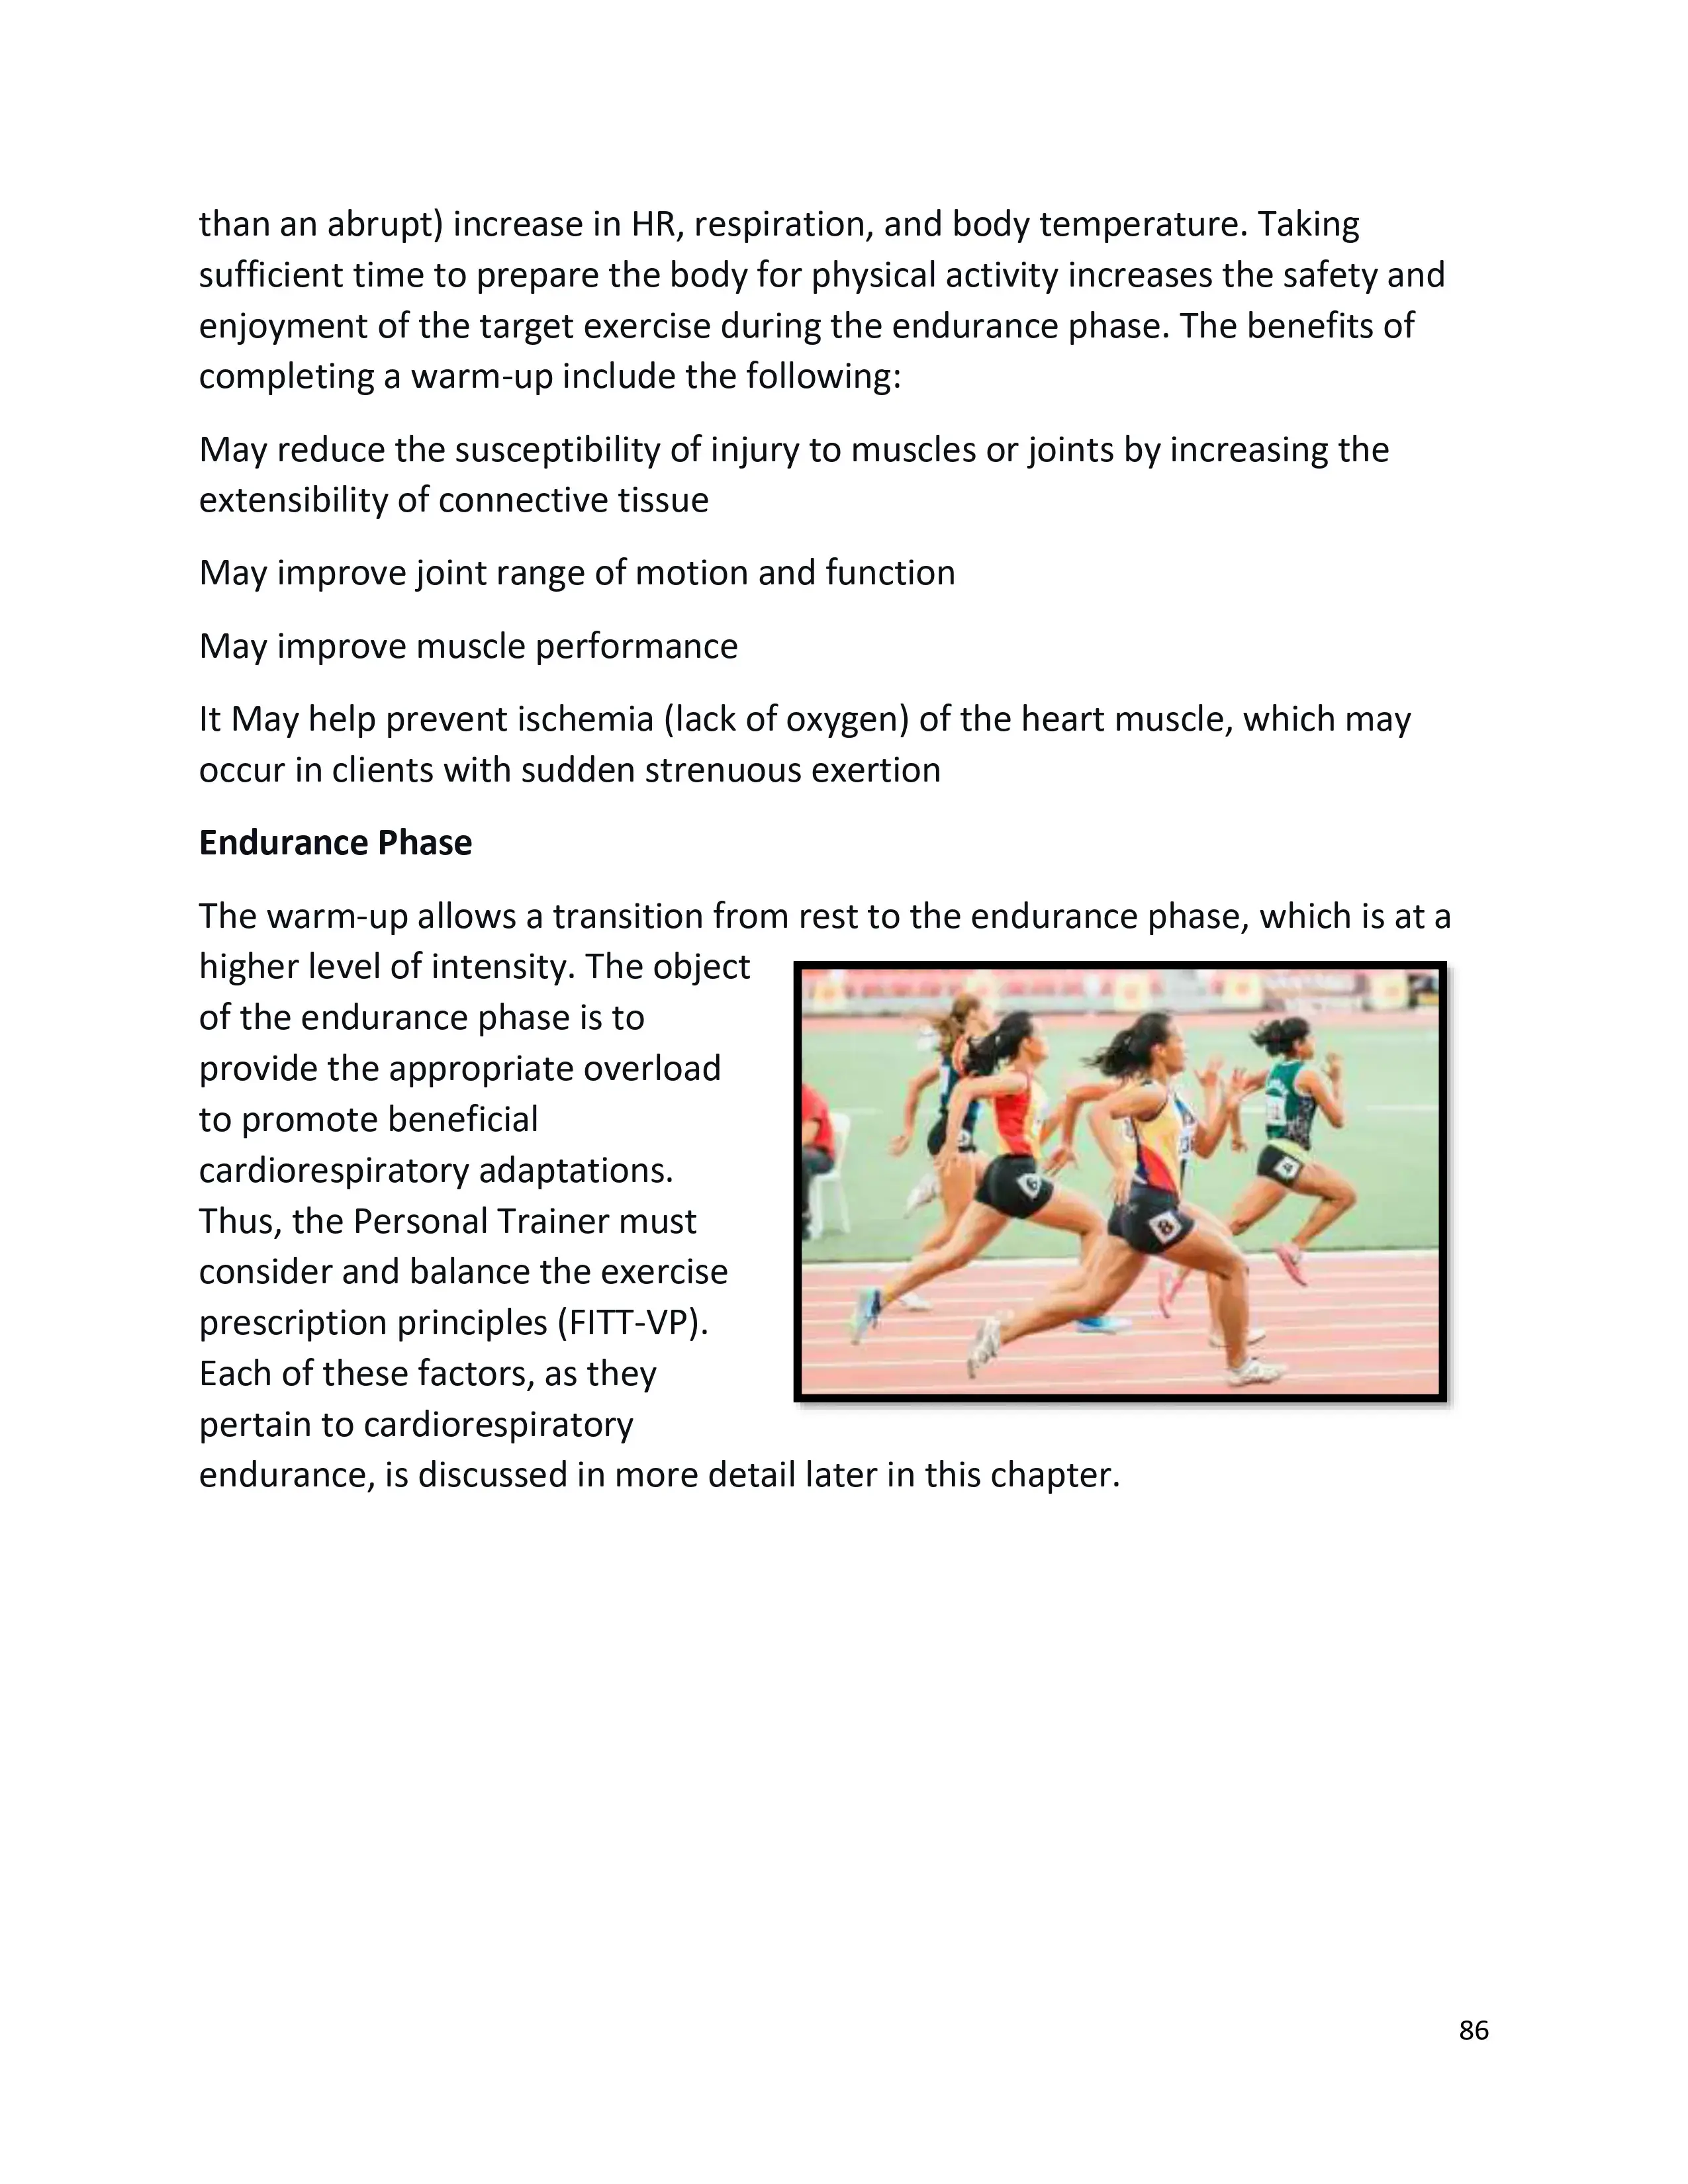 than an abrupt) increase in HR, respiration, and body temperature. Taking
sufficient time to prepare the body for physical activity increases the safety and
enjoyment of the target exercise during the endurance phase. The benefits of
completing a warm-up include the following:
May reduce the susceptibility of injury to muscles or joints by increasing the
extensibility of connective tissue
May improve joint range of motion and function
May improve muscle performance
It May help prevent ischemia (lack of oxygen) of the heart muscle, which may
occur in clients with sudden strenuous exertion
Endurance Phase
The warm-up allows a transition from rest to the endurance phase, which is at a
higher level of intensity. The object
of the endurance phase is to
provide the appropriate overload
to promote beneficial
cardiorespiratory adaptations.
Thus, the Personal Trainer must
consider and balance the exercise
prescription principles (FITT-VP).
Each of these factors, as they
pertain to cardiorespiratory
endurance, is discussed in more detail later in this chapter.
6
8
4
86